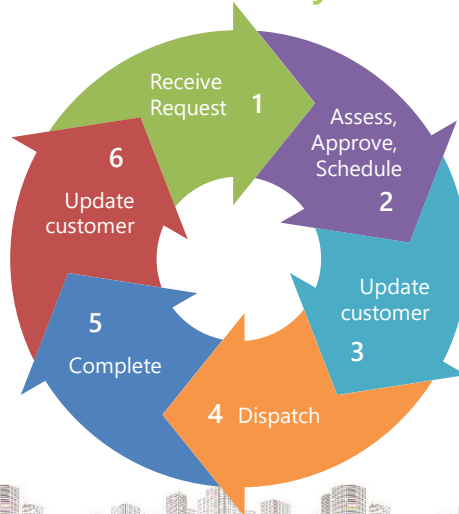 Receive
Request 1
Assess,
Approve,
Schedule
2
Update
customer
3
4 Dispatch
5
Complete
6
Update
customer